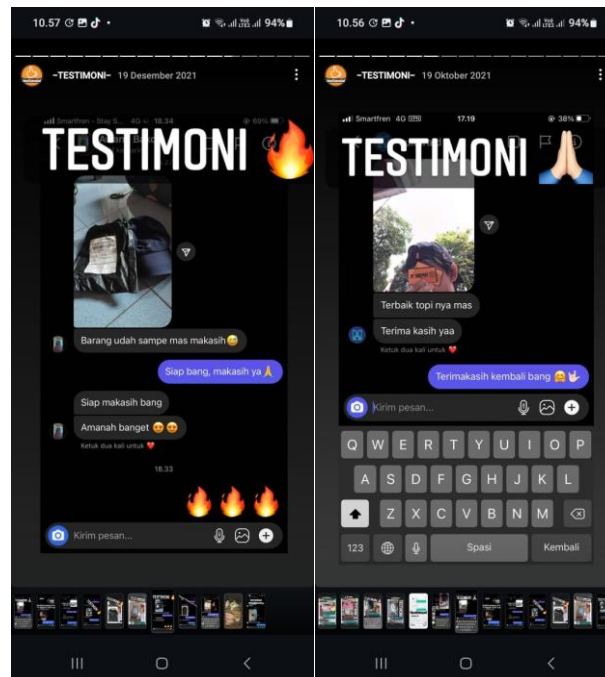 10.57
94%
-TESTIMONI- 19 Desember 2021
Smartfren - Stay S... 4G 18.34 69%
TESTIMONI
Barang udah sampe mas makasih
Siap bang, makasih ya
Siap makasih bang
Amanah banget
Ketuk dua kali untuk
18.33
Kirim pesan...
10.56
94%
-TESTIMONI- 19 Oktober 2021
Smartfren 4G 17.19 38%
TESTIMONI
Terbaik topi nya mas
Terima kasih yaa
Ketuk dua kali untuk
Terimakasih kembali bang
Kirim pesan...
Q W E R T Y U I O P
A S D F G H J K L
Z X C V B N M
123 Spasi Kembali